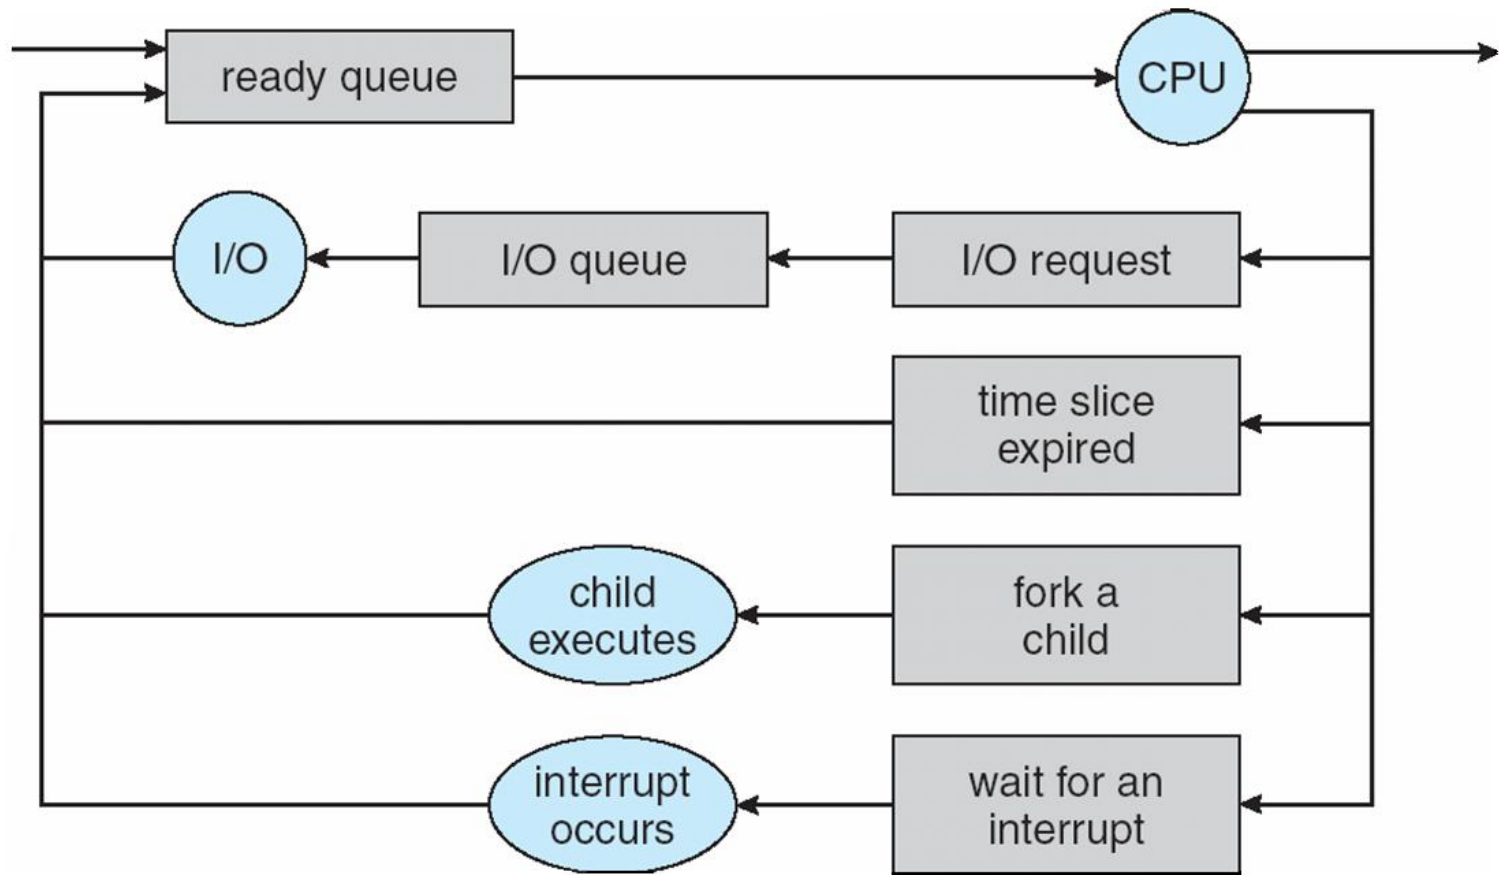 ready queue
CPU
I/O
I/O queue
I/O request
time slice
expired
child
executes
fork a
child
interrupt
occurs
wait for an
interrupt